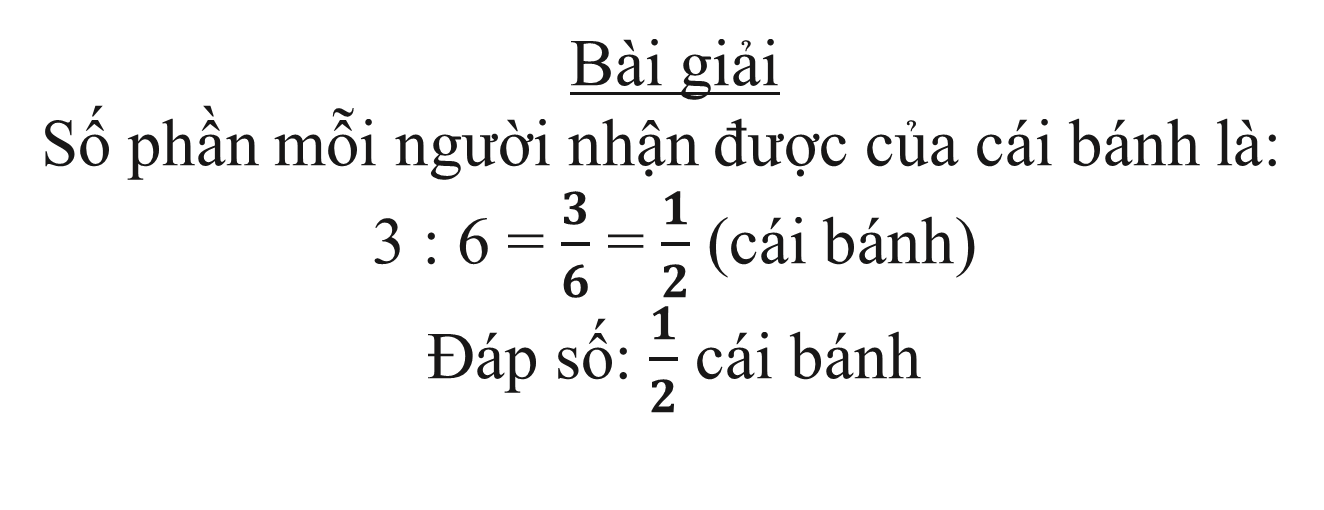 Bài giải
Số phần mỗi người nhận được của cái bánh là:
3 : 6 = 3/6 = 1/2 (cái bánh)
Đáp số: 1/2 cái bánh